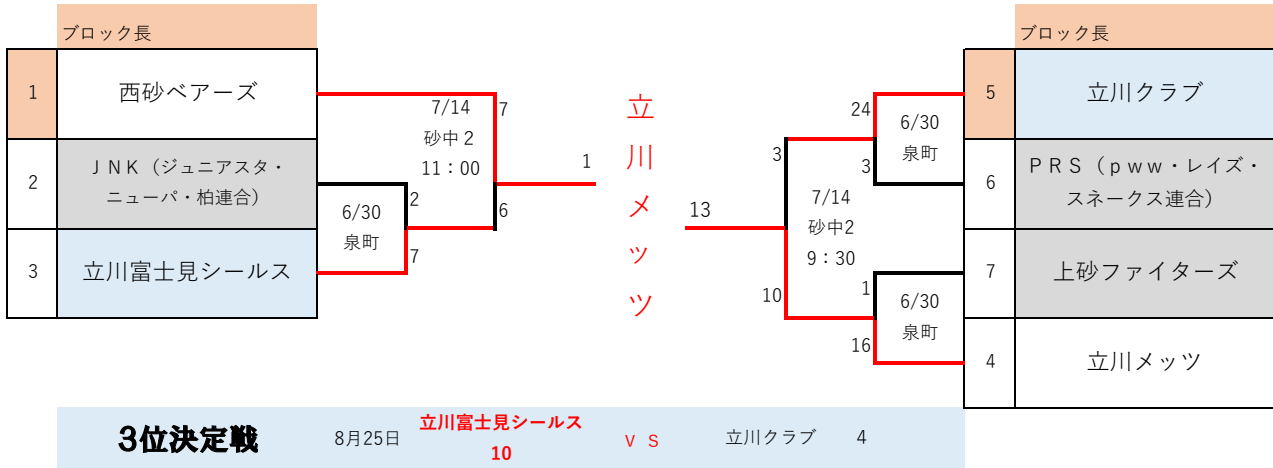 ブロック長
1
西砂ベアーズ
2
ＪＮＫ（ジュニアスタ・
ニューパ・柏連合）
3
立川富士見シールス
7/14
砂中２
11：00
7
6
6/30
泉町
2
7
1
立川メッツ
13
3
10
7/14
砂中2
9：30
24
3
6/30
泉町
1
16
6/30
泉町
ブロック長
5
立川クラブ
6
ＰＲＳ（ｐｗｗ・レイズ・
スネークス連合）
7
上砂ファイターズ
4
立川メッツ
3位決定戦
8月25日
立川富士見シールス
10
ＶＳ
立川クラブ 4